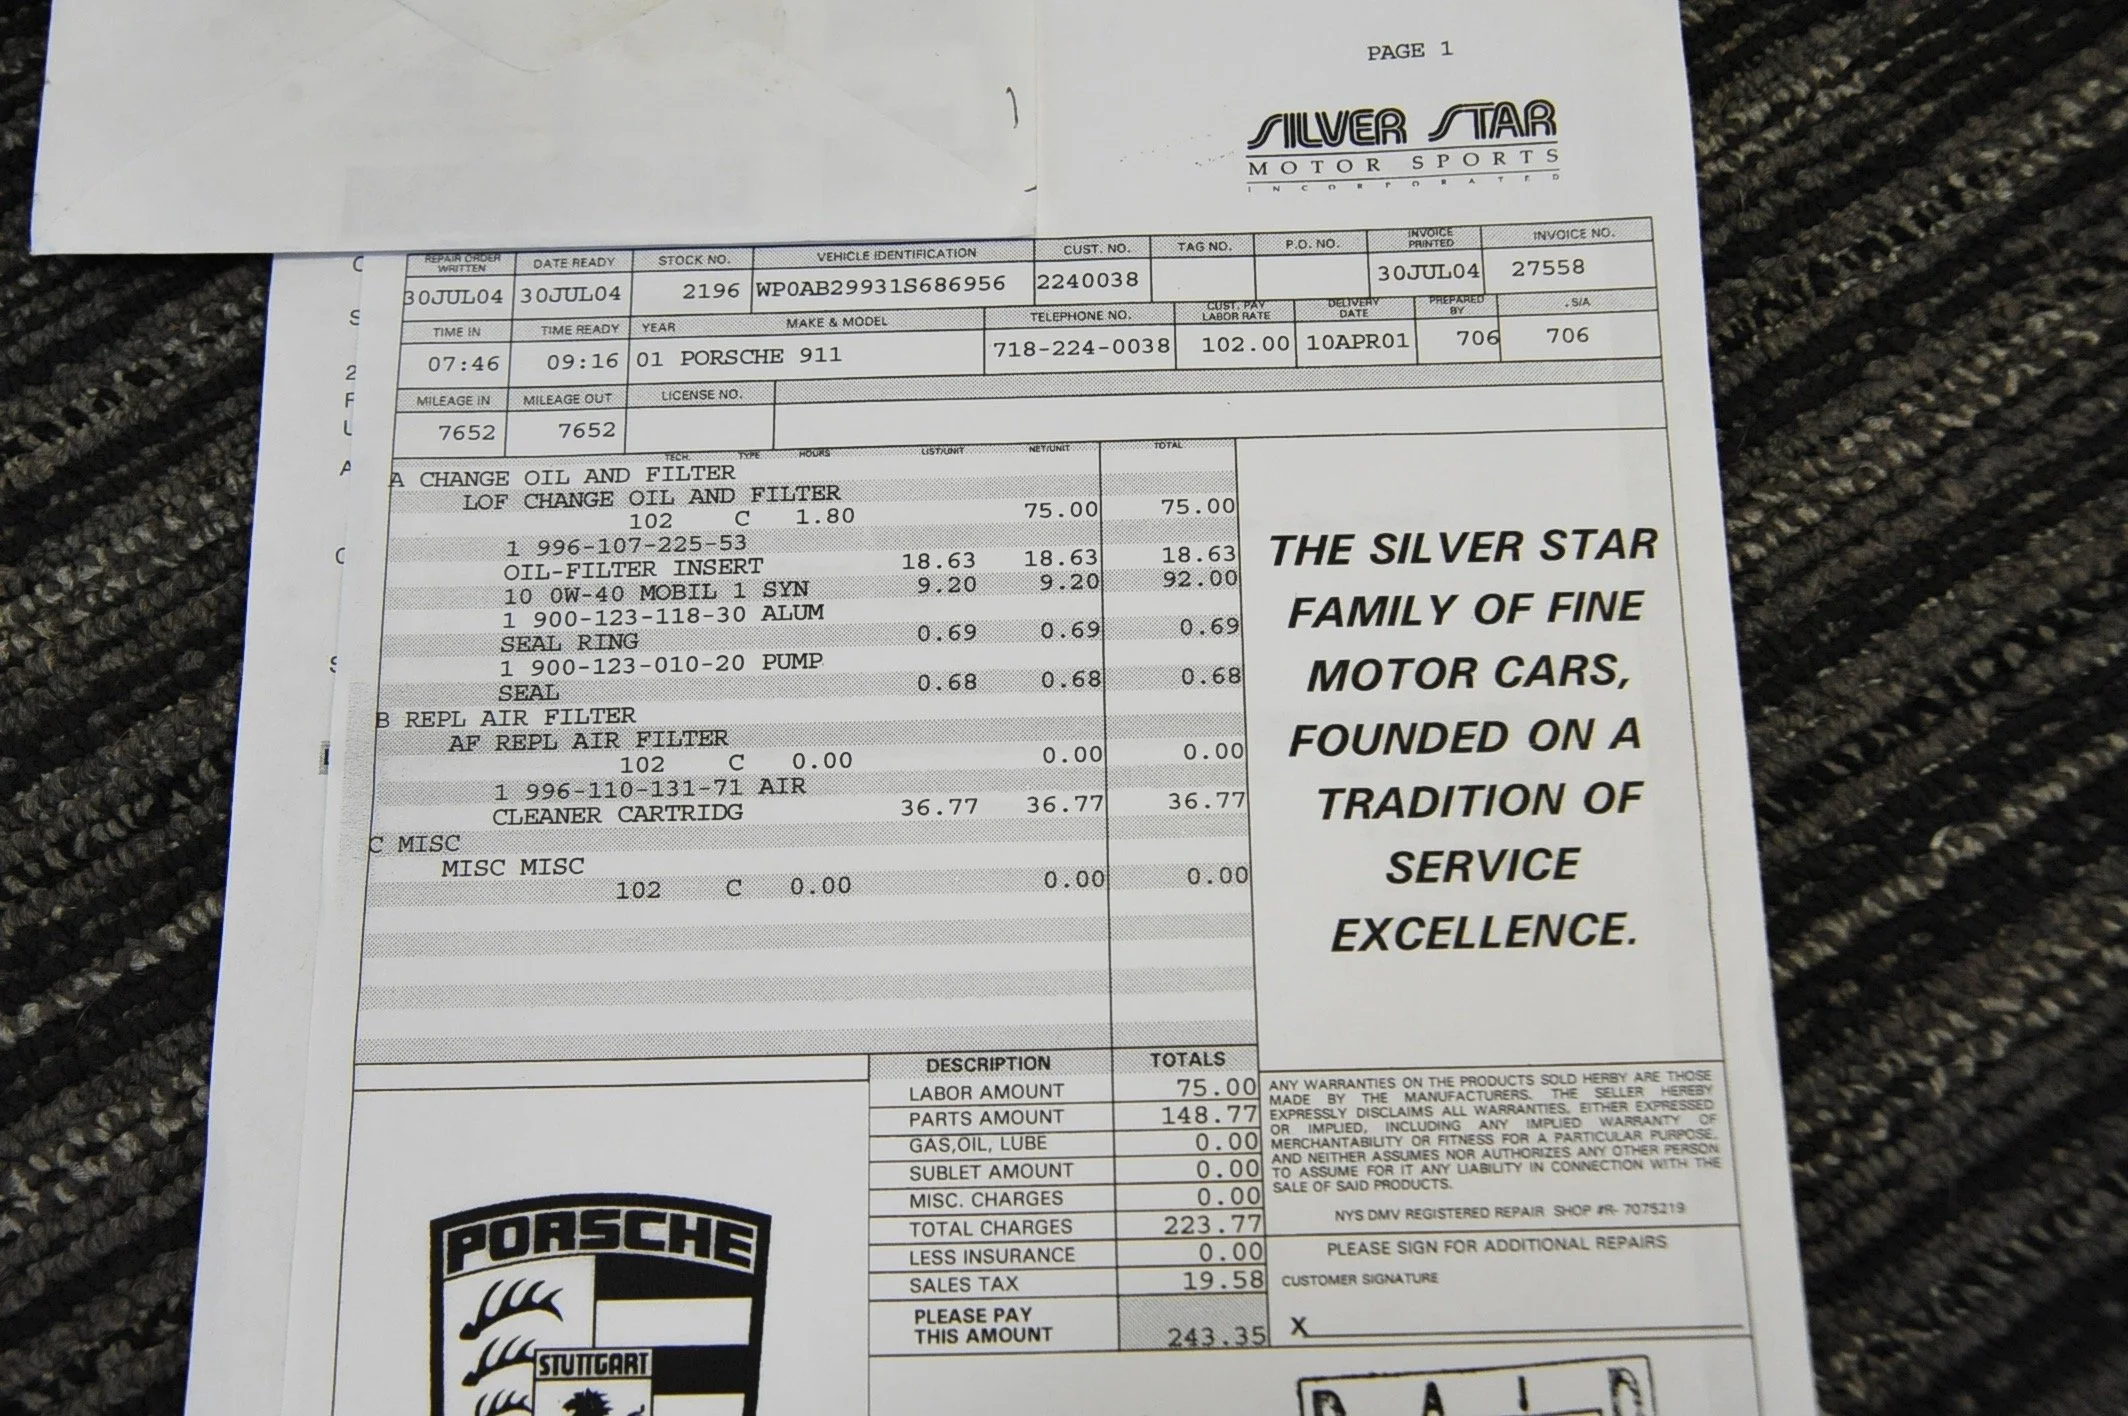 PAGE 1
SILVER STAR
MOTOR SPORTS
INCORPORATED
REPAIR ORDER WRITTEN DATE READY STOCK NO. VEHICLE IDENTIFICATION CUST. NO. TAG NO. P.O. NO. INVOICE PRINTED INVOICE NO.
30JUL04 30JUL04 2196 WP0AB29931S686956 2240038 30JUL04 27558
TIME IN TIME READY YEAR MAKE & MODEL TELEPHONE NO. CUST. PAY LABOR RATE DELIVERY DATE PREPARED BY S/A
07:46 09:16 01 PORSCHE 911 718-224-0038 102.00 10APR01 706 706
MILEAGE IN MILEAGE OUT LICENSE NO.
7652 7652
TECH. TYPE HOURS LIST/UNIT NET/UNIT TOTAL
A CHANGE OIL AND FILTER
LOF CHANGE OIL AND FILTER
102 C 1.80 75.00 75.00
1 996-107-225-53
OIL-FILTER INSERT 18.63 18.63 18.63
10 0W-40 MOBIL 1 SYN 9.20 9.20 92.00
1 900-123-118-30 ALUM
SEAL RING 0.69 0.69 0.69
1 900-123-010-20 PUMP
SEAL 0.68 0.68 0.68
B REPL AIR FILTER
AF REPL AIR FILTER
102 C 0.00 0.00 0.00
1 996-110-131-71 AIR
CLEANER CARTRIDG 36.77 36.77 36.77
C MISC
MISC MISC
102 C 0.00 0.00 0.00
THE SILVER STAR
FAMILY OF FINE
MOTOR CARS,
FOUNDED ON A
TRADITION OF
SERVICE
EXCELLENCE.
DESCRIPTION TOTALS
LABOR AMOUNT 75.00
PARTS AMOUNT 148.77
GAS,OIL, LUBE 0.00
SUBLET AMOUNT 0.00
MISC. CHARGES 0.00
TOTAL CHARGES 223.77
LESS INSURANCE 0.00
SALES TAX 19.58
PLEASE PAY
THIS AMOUNT 243.35
ANY WARRANTIES ON THE PRODUCTS SOLD HERBY ARE THOSE
MADE BY THE MANUFACTURERS. THE SELLER HEREBY
EXPRESSLY DISCLAIMS ALL WARRANTIES, EITHER EXPRESSED
OR IMPLIED, INCLUDING ANY IMPLIED WARRANTY OF
MERCHANTABILITY OR FITNESS FOR A PARTICULAR PURPOSE,
AND NEITHER ASSUMES NOR AUTHORIZES ANY OTHER PERSON
TO ASSUME FOR IT ANY LIABILITY IN CONNECTION WITH THE
SALE OF SAID PRODUCTS.
NYS DMV REGISTERED REPAIR SHOP #R- 7075219
PLEASE SIGN FOR ADDITIONAL REPAIRS
CUSTOMER SIGNATURE
X
PORSCHE
STUTTGART
PAID